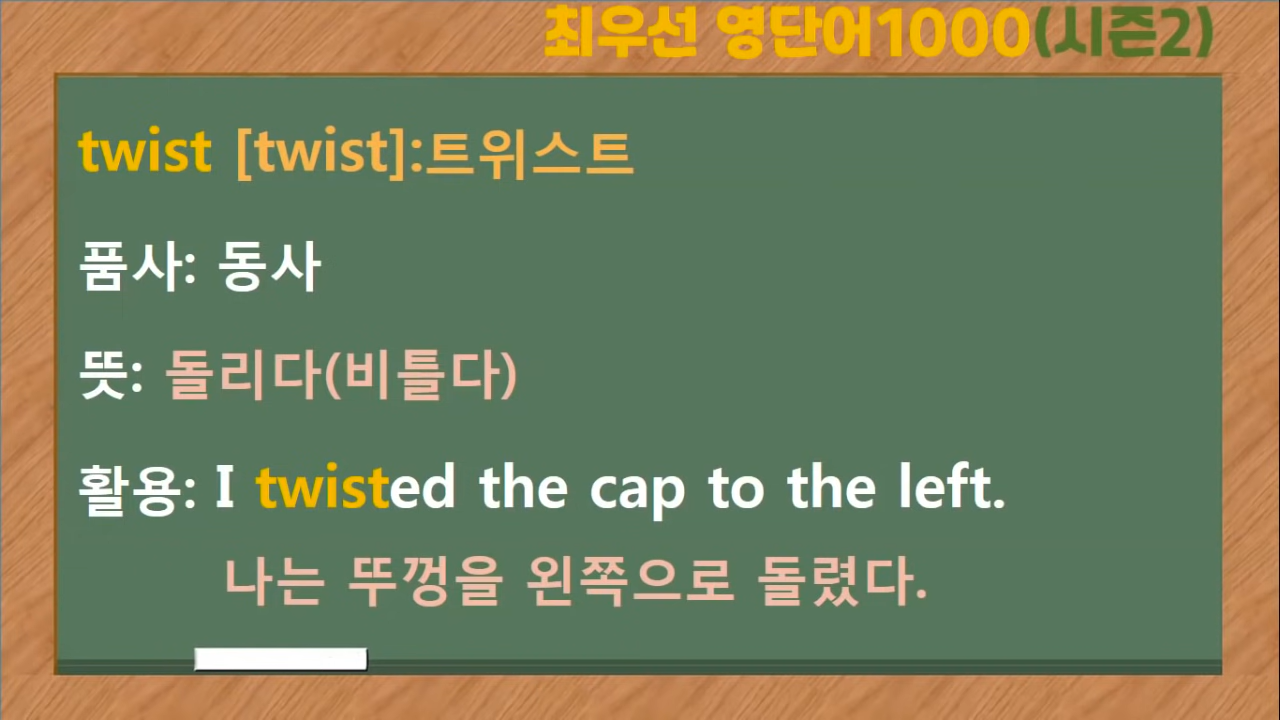 최우선 영단어1000(시즌2)
twist [twist]:트위스트
품사: 동사
뜻: 돌리다(비틀다)
활용: I twisted the cap to the left.
나는 뚜껑을 왼쪽으로 돌렸다.